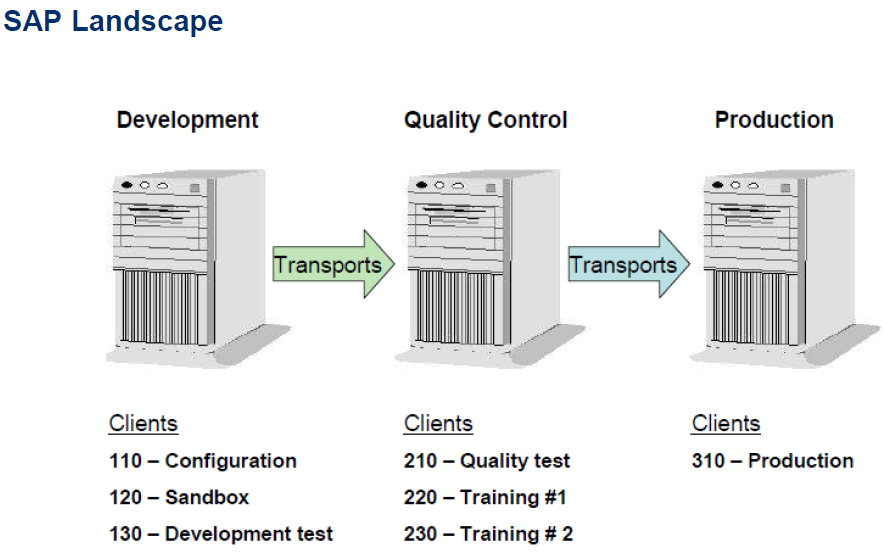 SAP Landscape
Development
Quality Control
Production
Transports
Transports
Clients
110 – Configuration
120 – Sandbox
130 – Development test
Clients
210 – Quality test
220 – Training #1
230 – Training # 2
Clients
310 – Production